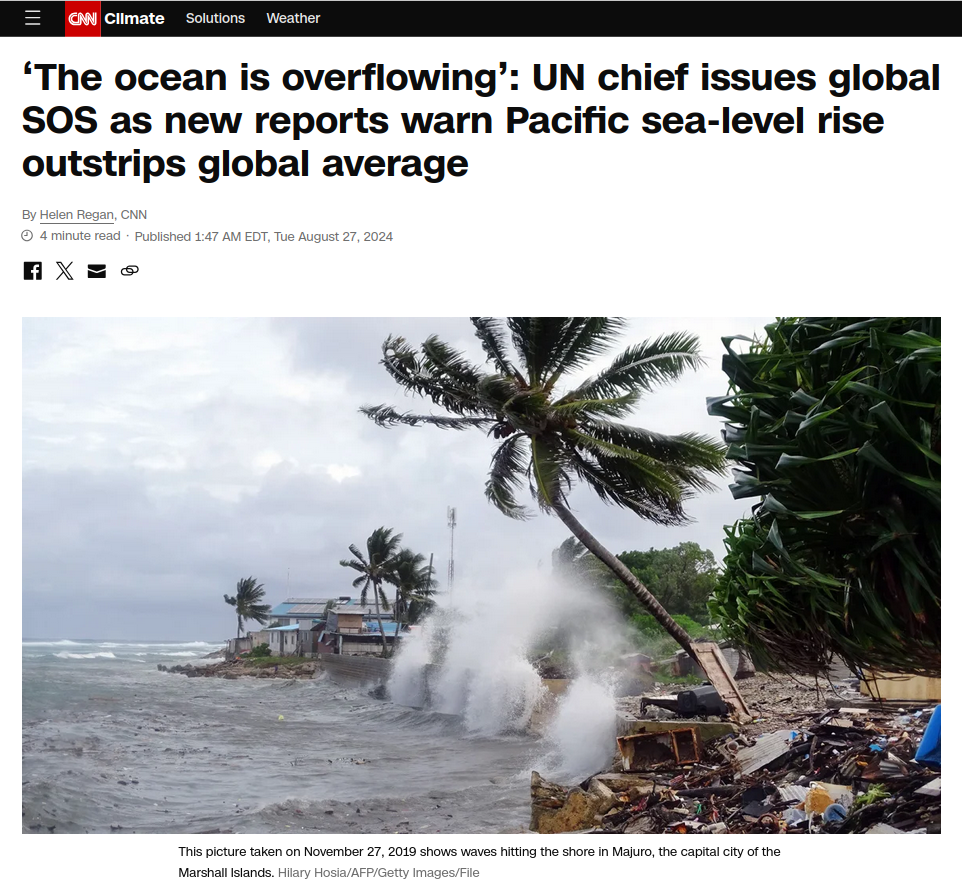 CNN Climate Solutions Weather
‘The ocean is overflowing’: UN chief issues global
SOS as new reports warn Pacific sea-level rise
outstrips global average
By Helen Regan, CNN
4 minute read · Published 1:47 AM EDT, Tue August 27, 2024
This picture taken on November 27, 2019 shows waves hitting the shore in Majuro, the capital city of the
Marshall Islands. Hilary Hosia/AFP/Getty Images/File